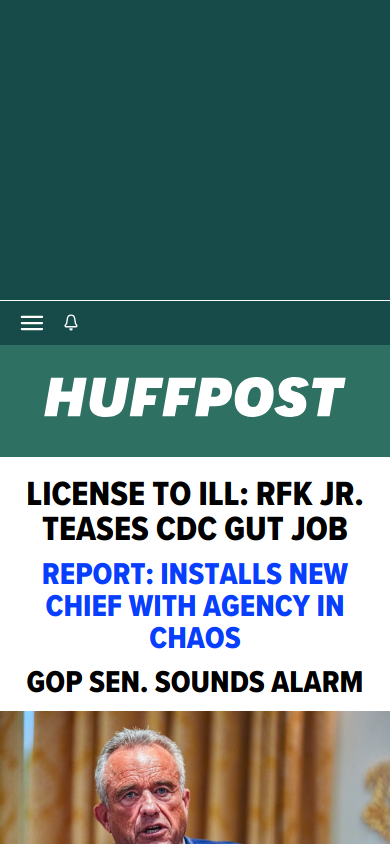 HUFFPOST
LICENSE TO ILL: RFK JR.
TEASES CDC GUT JOB
REPORT: INSTALLS NEW
CHIEF WITH AGENCY IN
CHAOS
GOP SEN. SOUNDS ALARM